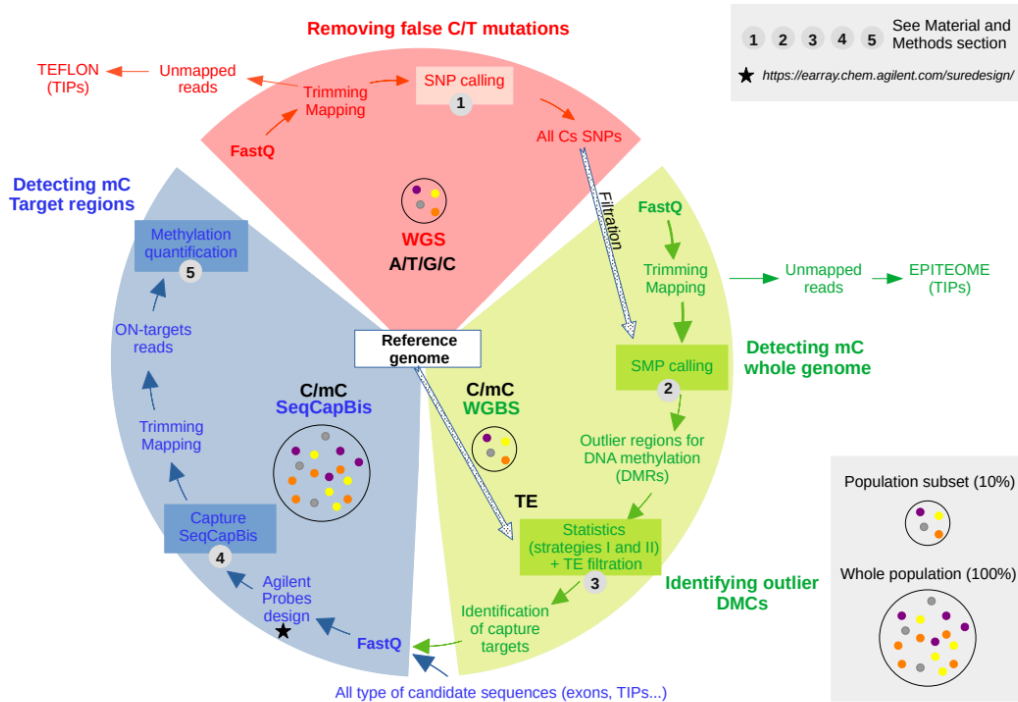 Removing false C/T mutations
TEFLON
(TIPs)
Unmapped
reads
Trimming
Mapping
SNP calling
1
FastQ
All Cs SNPs
WGS
A/T/G/C
Filtration
1 2 3 4 5
See Material and
Methods section
https://earray.chem.agilent.com/suredesign/
Detecting mC
Target regions
Methylation
quantification
5
ON-targets
reads
Trimming
Mapping
Capture
SeqCapBis
4
Agilent
Probes
design
FastQ
C/mC
SeqCapBis
Reference
genome
C/mC
WGBS
TE
FastQ
Trimming
Mapping
Unmapped
reads
EPITEOME
(TIPs)
SMP calling
2
Detecting mC
whole genome
Outlier regions for
DNA methylation
(DMRs)
Statistics
(strategies I and II)
+ TE filtration
3
Identifying outlier
DMCs
Identification
of capture
targets
All type of candidate sequences (exons, TIPs...)
Population subset (10%)
Whole population (100%)